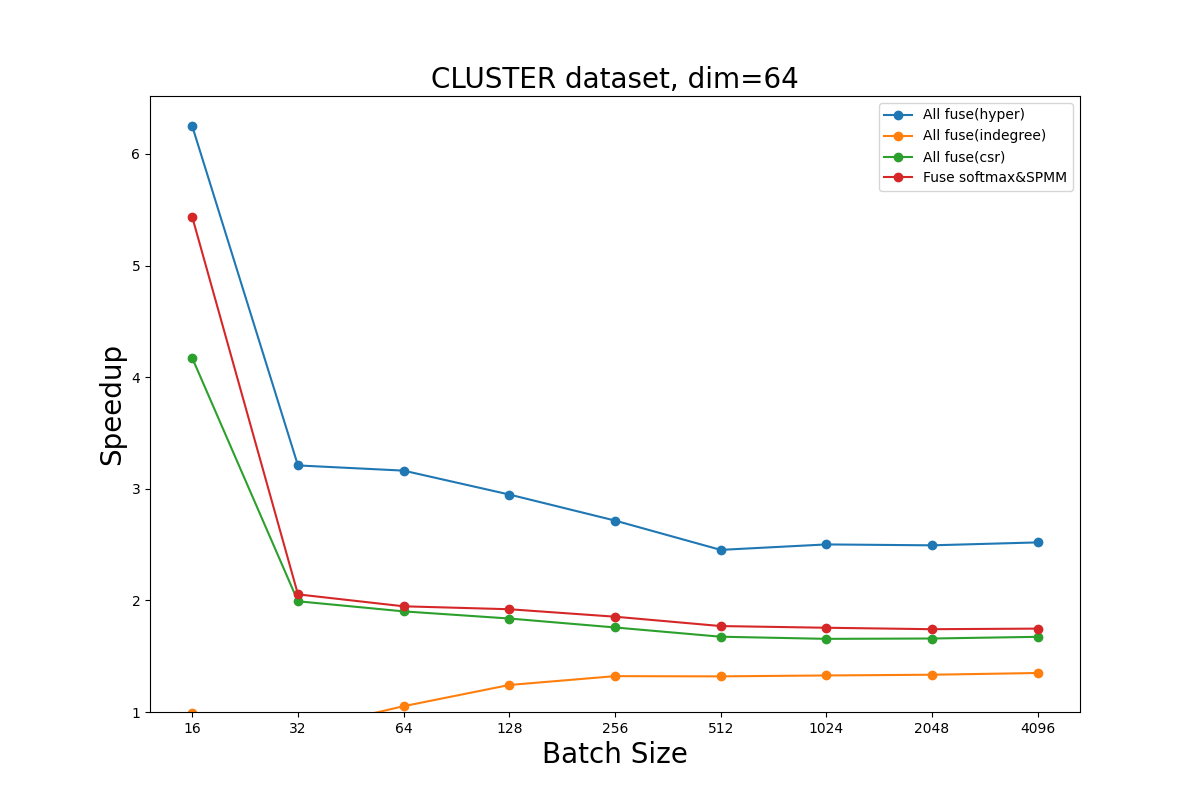 CLUSTER dataset, dim=64
All fuse(hyper)
All fuse(indegree)
All fuse(csr)
Fuse softmax&SPMM
Speedup
6
5
4
3
2
1
16 32 64 128 256 512 1024 2048 4096
Batch Size